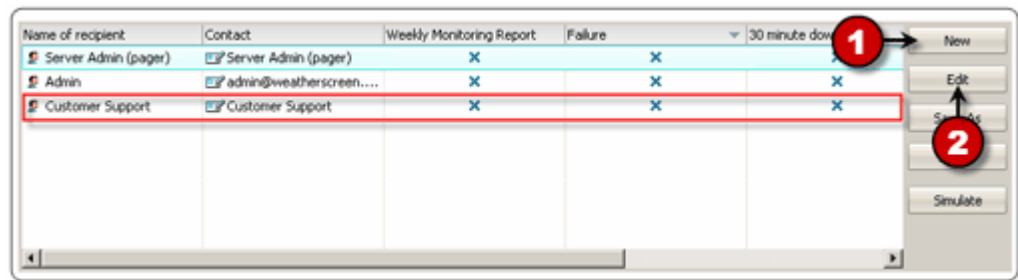 Name of recipient Contact Weekly Monitoring Report Failure 30 minute dow
1
New
Server Admin (pager) Server Admin (pager)
Admin admin@weatherscreen....
Edit
Customer Support Customer Support
2
Simulate